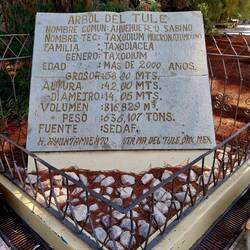 ARBOL DEL TULE
NOMBRE COMUN: AHUEHUETE O SABINO
NOMBRE TEC: TAXODIUM MUCRONATUM
FAMILIA : TAXODIACEA
GENERO: TAXODIUM
EDAD : MAS DE 2000 AÑOS.
GROSOR = 58.00 MTS.
ALTURA = 42.00 MTS.
DIAMETRO = 14.05 MTS.
VOLUMEN = 816.829 M³
PESO = 636.107 TONS.
FUENTE : SEDAF.
H. AYUNTAMIENTO STA. MA. DEL TULE, OAX. MEX.